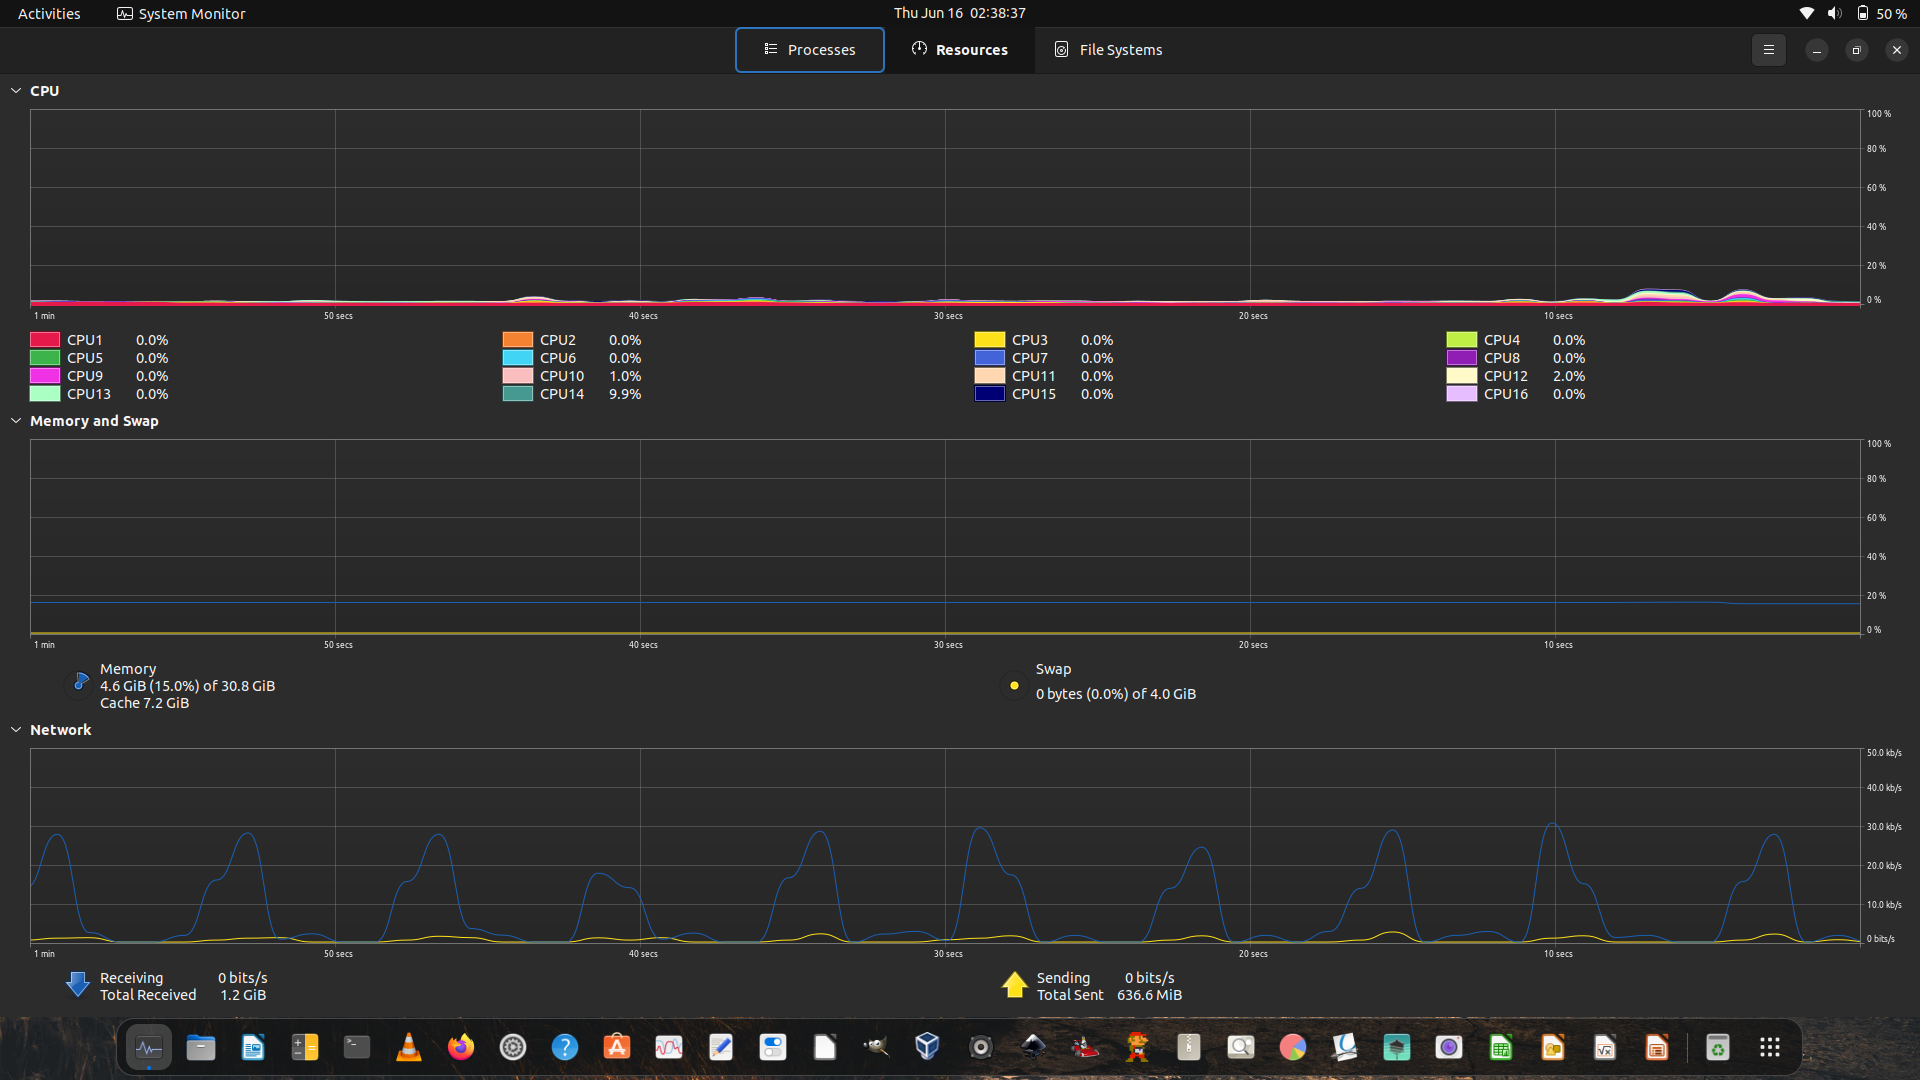 Activities System Monitor Thu Jun 16 02:38:37 50 %
Processes Resources File Systems
CPU
100 %
80 %
60 %
40 %
20 %
0 %
1 min 50 secs 40 secs 30 secs 20 secs 10 secs
CPU1 0.0% CPU2 0.0% CPU3 0.0% CPU4 0.0%
CPU5 0.0% CPU6 0.0% CPU7 0.0% CPU8 0.0%
CPU9 0.0% CPU10 1.0% CPU11 0.0% CPU12 2.0%
CPU13 0.0% CPU14 9.9% CPU15 0.0% CPU16 0.0%
Memory and Swap
100 %
80 %
60 %
40 %
20 %
0 %
1 min 50 secs 40 secs 30 secs 20 secs 10 secs
Memory Swap
4.6 GiB (15.0%) of 30.8 GiB 0 bytes (0.0%) of 4.0 GiB
Cache 7.2 GiB
Network
50.0 kb/s
40.0 kb/s
30.0 kb/s
20.0 kb/s
10.0 kb/s
0 bits/s
1 min 50 secs 40 secs 30 secs 20 secs 10 secs
Receiving 0 bits/s Sending 0 bits/s
Total Received 1.2 GiB Total Sent 636.6 MiB